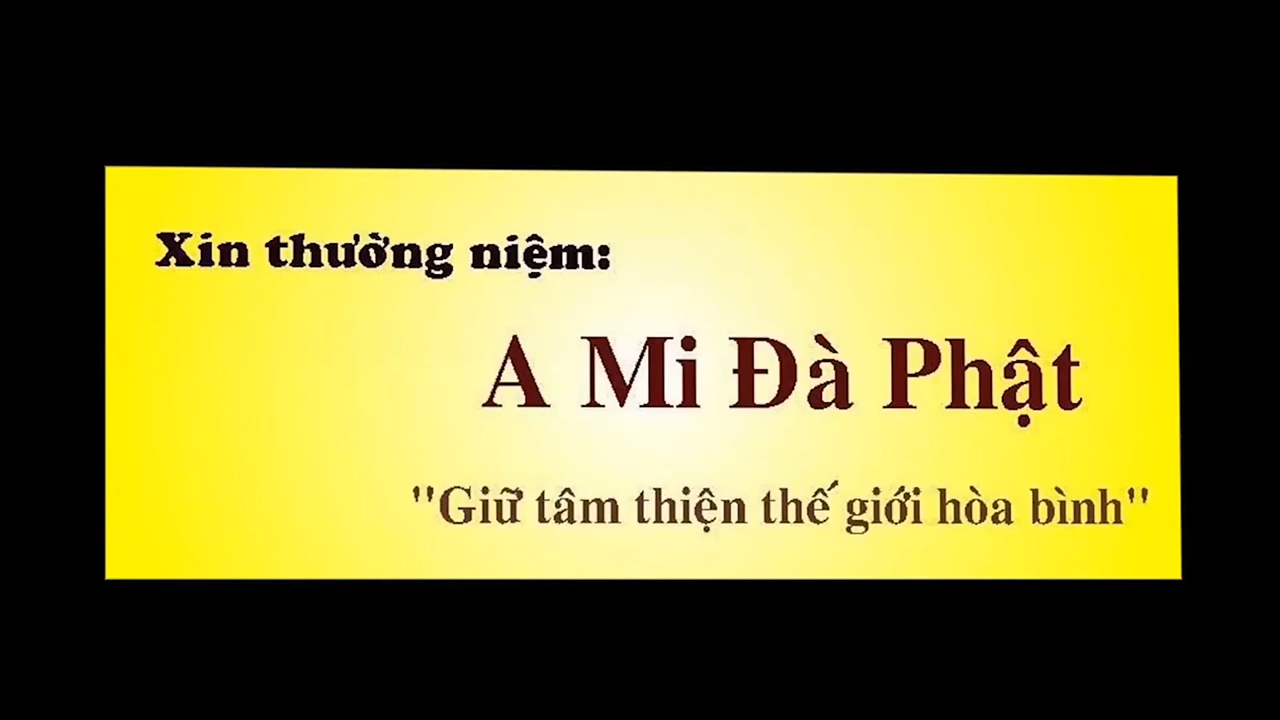 Xin thường niệm:
A Mi Đà Phật
"Giữ tâm thiện thế giới hòa bình"